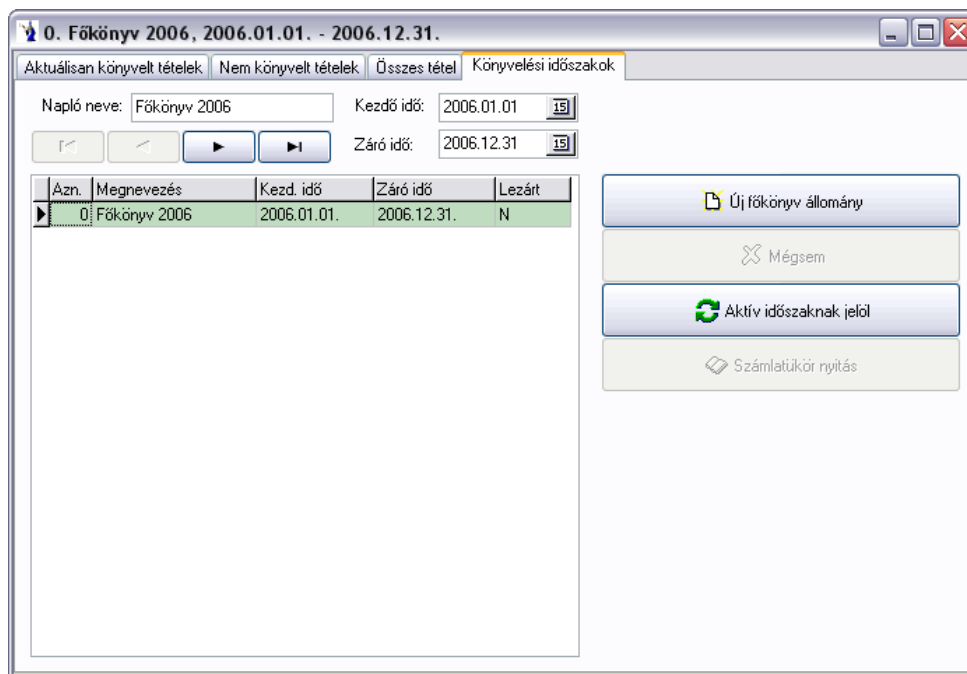 0. Főkönyv 2006, 2006.01.01. - 2006.12.31.
Aktuálisan könyvelt tételek Nem könyvelt tételek Összes tétel Könyvelési időszakok
Napló neve: Főkönyv 2006 Kezdő idő: 2006.01.01 15
Záró idő: 2006.12.31 15
Azn. Megnevezés Kezd. idő Záró idő Lezárt
0 Főkönyv 2006 2006.01.01. 2006.12.31. N
Új főkönyv állomány
Mégsem
Aktív időszaknak jelöl
Számlatükör nyitás